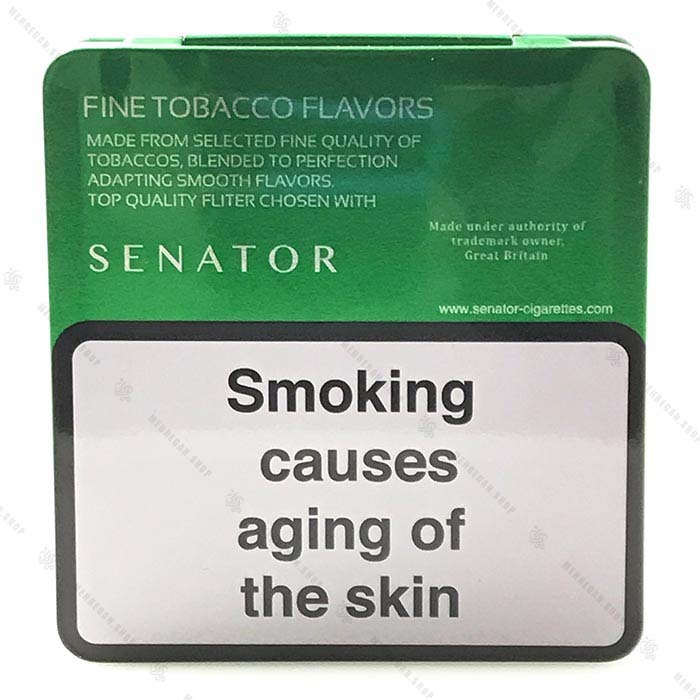 FINE TOBACCO FLAVORS
MADE FROM SELECTED FINE QUALITY OF
TOBACCOS, BLENDED TO PERFECTION
ADAPTING SMOOTH FLAVORS.
TOP QUALITY FLITER CHOSEN WITH
SENATOR
Made under authority of
trademark owner,
Great Britain
www.senator-cigarettes.com
Smoking
causes
aging of
the skin
MEHREGAN.SHOP